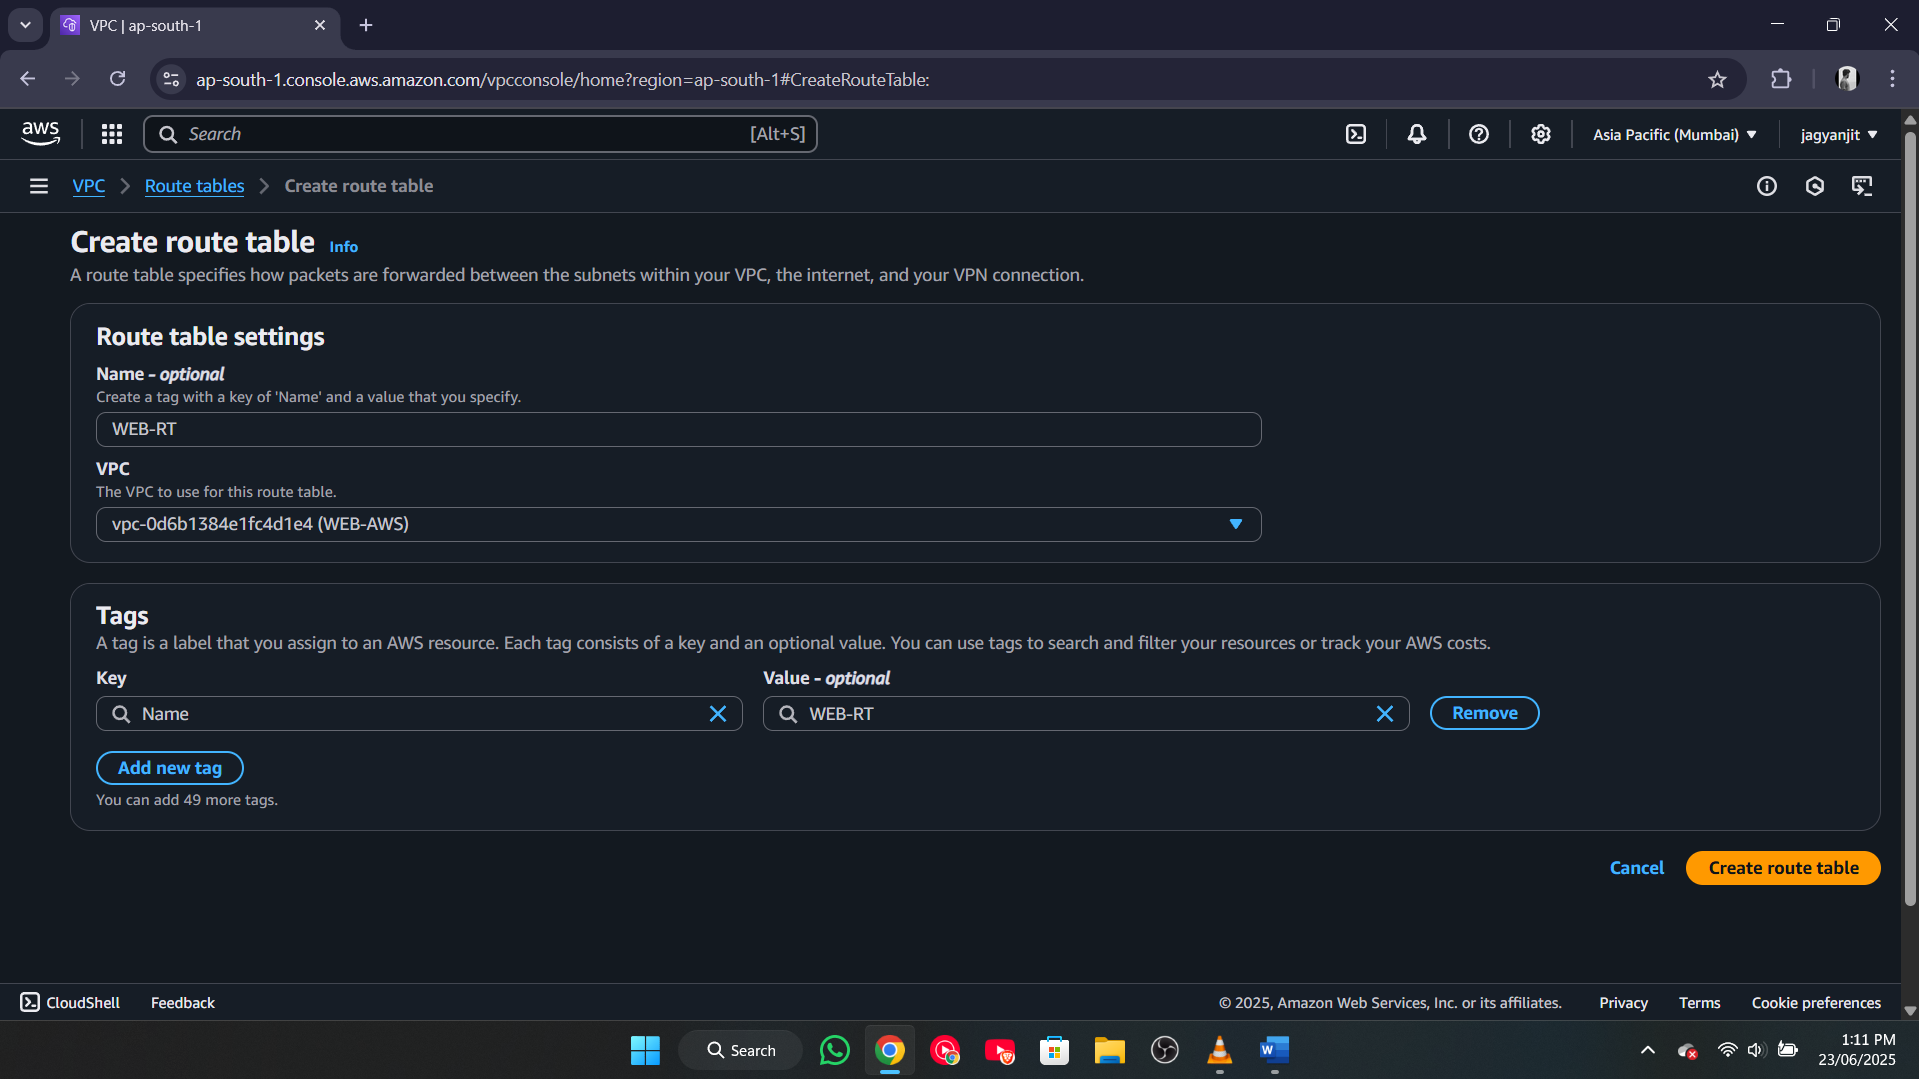 VPC | ap-south-1
ap-south-1.console.aws.amazon.com/vpcconsole/home?region=ap-south-1#CreateRouteTable:
aws
Search
[Alt+S]
Asia Pacific (Mumbai)
jagyanjit
VPC
Route tables
Create route table
Create route table
Info
A route table specifies how packets are forwarded between the subnets within your VPC, the internet, and your VPN connection.
Route table settings
Name - optional
Create a tag with a key of 'Name' and a value that you specify.
WEB-RT
VPC
The VPC to use for this route table.
vpc-0d6b1384e1fc4d1e4 (WEB-AWS)
Tags
A tag is a label that you assign to an AWS resource. Each tag consists of a key and an optional value. You can use tags to search and filter your resources or track your AWS costs.
Key
Value - optional
Name
WEB-RT
Remove
Add new tag
You can add 49 more tags.
Cancel
Create route table
CloudShell
Feedback
© 2025, Amazon Web Services, Inc. or its affiliates.
Privacy
Terms
Cookie preferences
Search
W
1:11 PM
23/06/2025